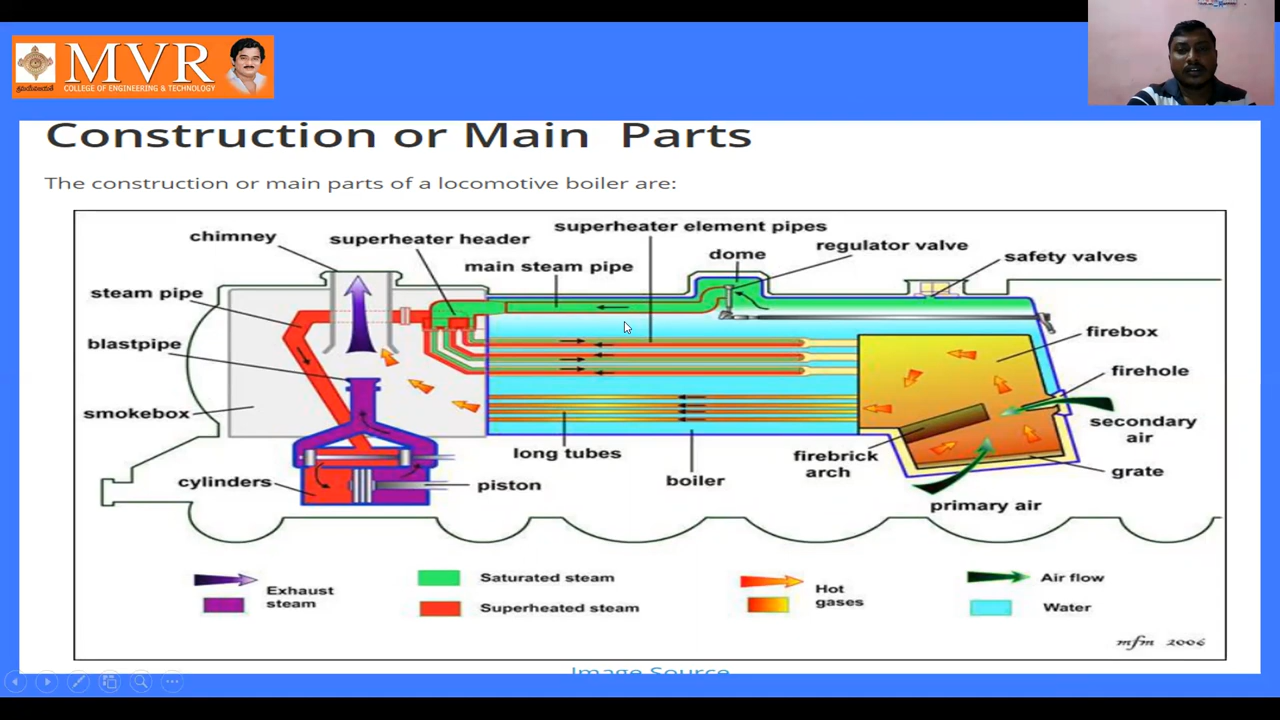 MVR
COLLEGE OF ENGINEERING & TECHNOLOGY
Construction or Main Parts
The construction or main parts of a locomotive boiler are:
superheater element pipes
chimney
superheater header
regulator valve
dome
safety valves
main steam pipe
steam pipe
firebox
blastpipe
firehole
smokebox
secondary
air
long tubes
firebrick
arch
grate
cylinders
piston
boiler
primary air
Exhaust
steam
Saturated steam
Superheated steam
Hot
gases
Air flow
Water
mfm 2006
Image Source